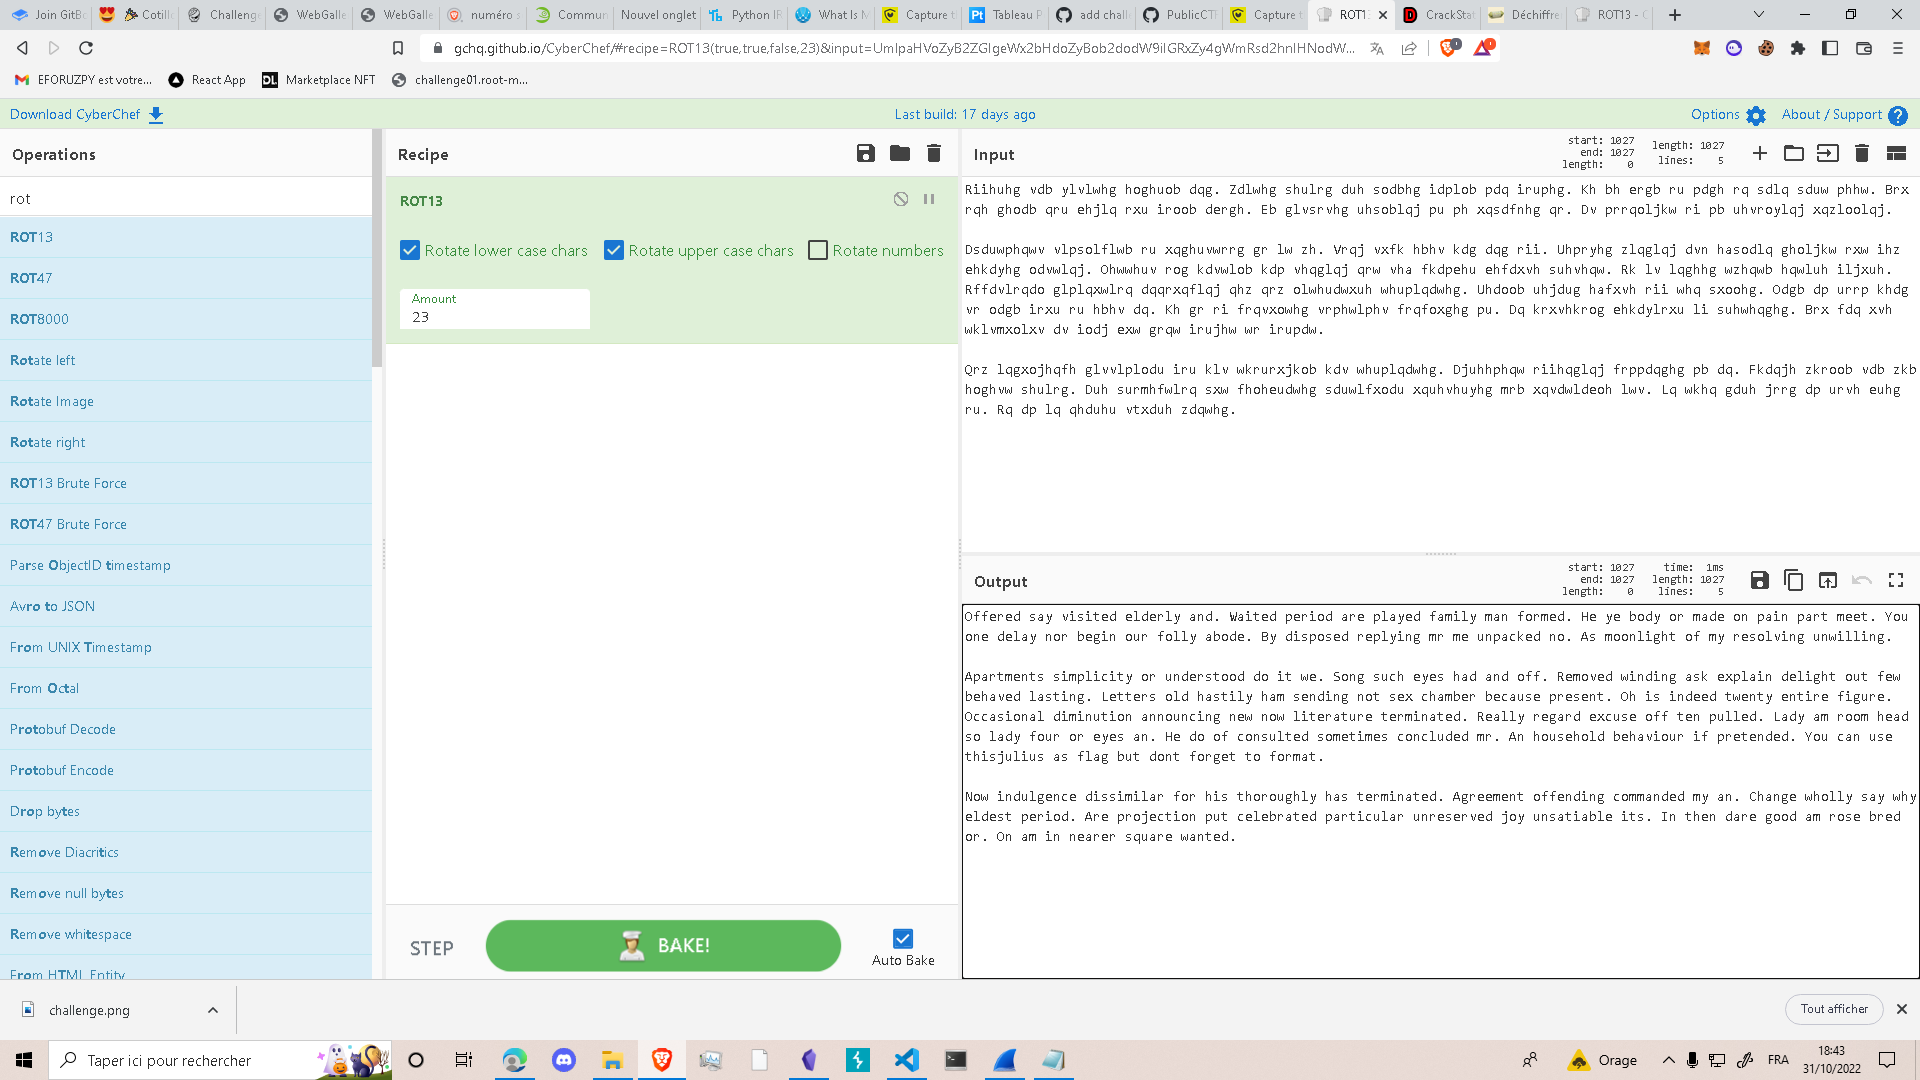 Join GitB
Cotill
Challenge
WebGalle
WebGalle
numéro s
Commun
Nouvel onglet
Python IF
What Is M
Capture t
Tableau P
add chall
PublicCTF
Capture t
ROT1
CrackSta
Déchiffre
ROT13 - C
gchq.github.io/CyberChef/#recipe=ROT13(true,true,false,23)&input=UmlpaHVoZyB2ZGIgeWx2bHdoZyBob2dodW9iIGRxZy4gWmRsd2hnIHNodW...
EFORUZPY est votre...
React App
Marketplace NFT
challenge01.root-m...
Download CyberChef
Last build: 17 days ago
Options
About / Support
Operations
rot
ROT13
ROT47
ROT8000
Rotate left
Rotate Image
Rotate right
ROT13 Brute Force
ROT47 Brute Force
Parse ObjectID timestamp
Avro to JSON
From UNIX Timestamp
From Octal
Protobuf Decode
Protobuf Encode
Drop bytes
Remove Diacritics
Remove null bytes
Remove whitespace
From HTML Entity
Recipe
ROT13
Rotate lower case chars
Rotate upper case chars
Rotate numbers
Amount
23
STEP
BAKE!
Auto Bake
Input
start: 1027
end: 1027
length: 0
length: 1027
lines: 5
Riihuhg vdb ylvlwhg hoghuob dqg. Zdlwhg shulrg duh sodbhg idplob pdq iruphg. Kh bh ergb ru pdgh rq sdlq sduw phhw. Brx
rqh ghodb qru ehjlq rxu iroob dergh. Eb glvsrvhg uhsoblqj pu ph xqsdfnhg qr. Dv prrqoljkw ri pb uhvroylqj xqzloolqj.
Dsduwphqwv vlpsolflwb ru xqghuvwrrg gr lw zh. Vrqj vxfk hbhv kdg dqg rii. Uhpryhg zlqglqj dvn hasodlq gholjkw rxw ihz
ehkdyhg odvwlqj. Ohwwhuv rog kdvwlob kdp vhqglqj qrw vha fkdpehu ehfdxvh suhvhqw. Rk lv lqghhg wzhqwb hqwluh iljxuh.
Rffdvlrqdo glplqxwlrq dqqrxqflqj qhz qrz olwhudwxuh whuplqdwhg. Uhdoob uhjdug hafxvh rii whq sxoohg. Odgb dp urrp khdg
vr odgb irxu ru hbhv dq. Kh gr ri frqvxowhg vrphwlphv frqfoxghg pu. Dq krxvhkrog ehkdylrxu li suhwhqghg. Brx fdq xvh
wklvmxolxv dv iodj exw grqw irujhw wr irupdw.
Qrz lqgxojhqfh glvvlplodu iru klv wkrurxjkob kdv whuplqdwhg. Djuhhphqw riihqglqj frppdqghg pb dq. Fkdqjh zkroob vdb zkb
hoghvw shulrg. Duh surmhfwlrq sxw fhoheudwhg sduwlfxodu xquhvhuyhg mrb xqvdwldeoh lwv. Lq wkhq gduh jrrg dp urvh euhg
ru. Rq dp lq qhduhu vtxduh zdqwhg.
Output
start: 1027
end: 1027
length: 0
time: 1ms
length: 1027
lines: 5
Offered say visited elderly and. Waited period are played family man formed. He ye body or made on pain part meet. You
one delay nor begin our folly abode. By disposed replying mr me unpacked no. As moonlight of my resolving unwilling.
Apartments simplicity or understood do it we. Song such eyes had and off. Removed winding ask explain delight out few
behaved lasting. Letters old hastily ham sending not sex chamber because present. Oh is indeed twenty entire figure.
Occasional diminution announcing new now literature terminated. Really regard excuse off ten pulled. Lady am room head
so lady four or eyes an. He do of consulted sometimes concluded mr. An household behaviour if pretended. You can use
thisjulius as flag but dont forget to format.
Now indulgence dissimilar for his thoroughly has terminated. Agreement offending commanded my an. Change wholly say why
eldest period. Are projection put celebrated particular unreserved joy unsatiable its. In then dare good am rose bred
or. On am in nearer square wanted.
challenge.png
Tout afficher
Taper ici pour rechercher
Orage
FRA
18:43
31/10/2022